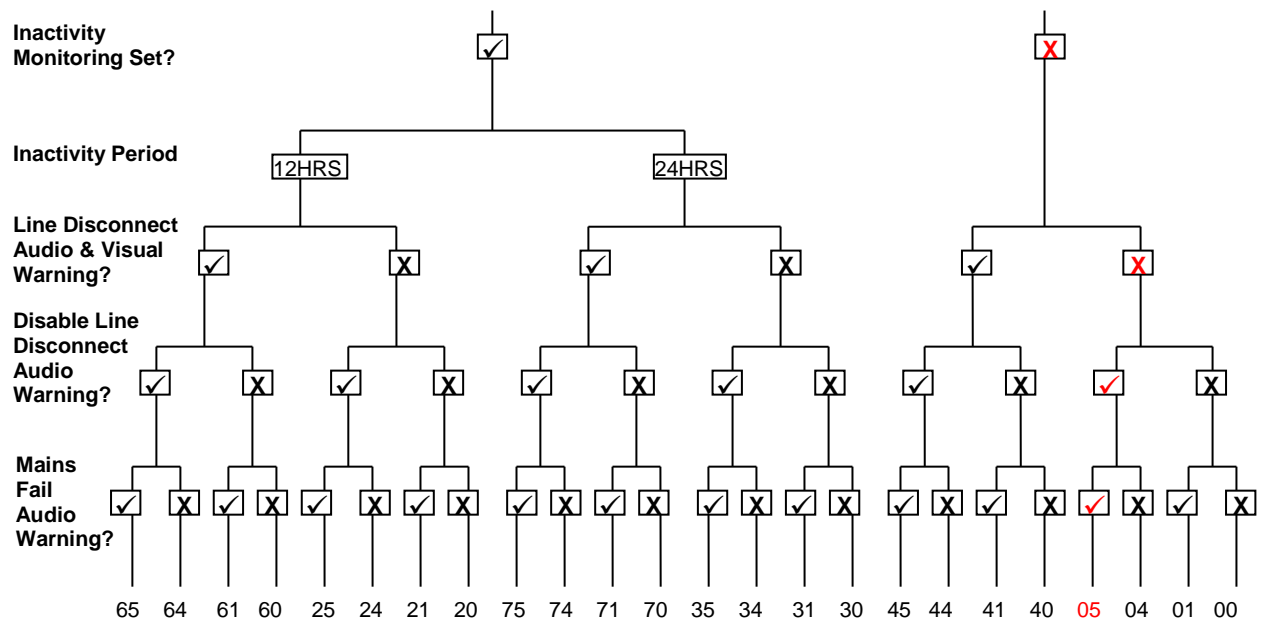 Inactivity
Monitoring Set?
✓ X
Inactivity Period
12HRS 24HRS
Line Disconnect
Audio & Visual
Warning?
✓ X ✓ X ✓ X
Disable Line
Disconnect
Audio
Warning?
✓ X ✓ X ✓ X ✓ X ✓ X ✓ X
Mains
Fail
Audio
Warning?
✓ X ✓ X ✓ X ✓ X ✓ X ✓ X ✓ X ✓ X ✓ X ✓ X ✓ X ✓ X
65 64 61 60 25 24 21 20 75 74 71 70 35 34 31 30 45 44 41 40 05 04 01 00